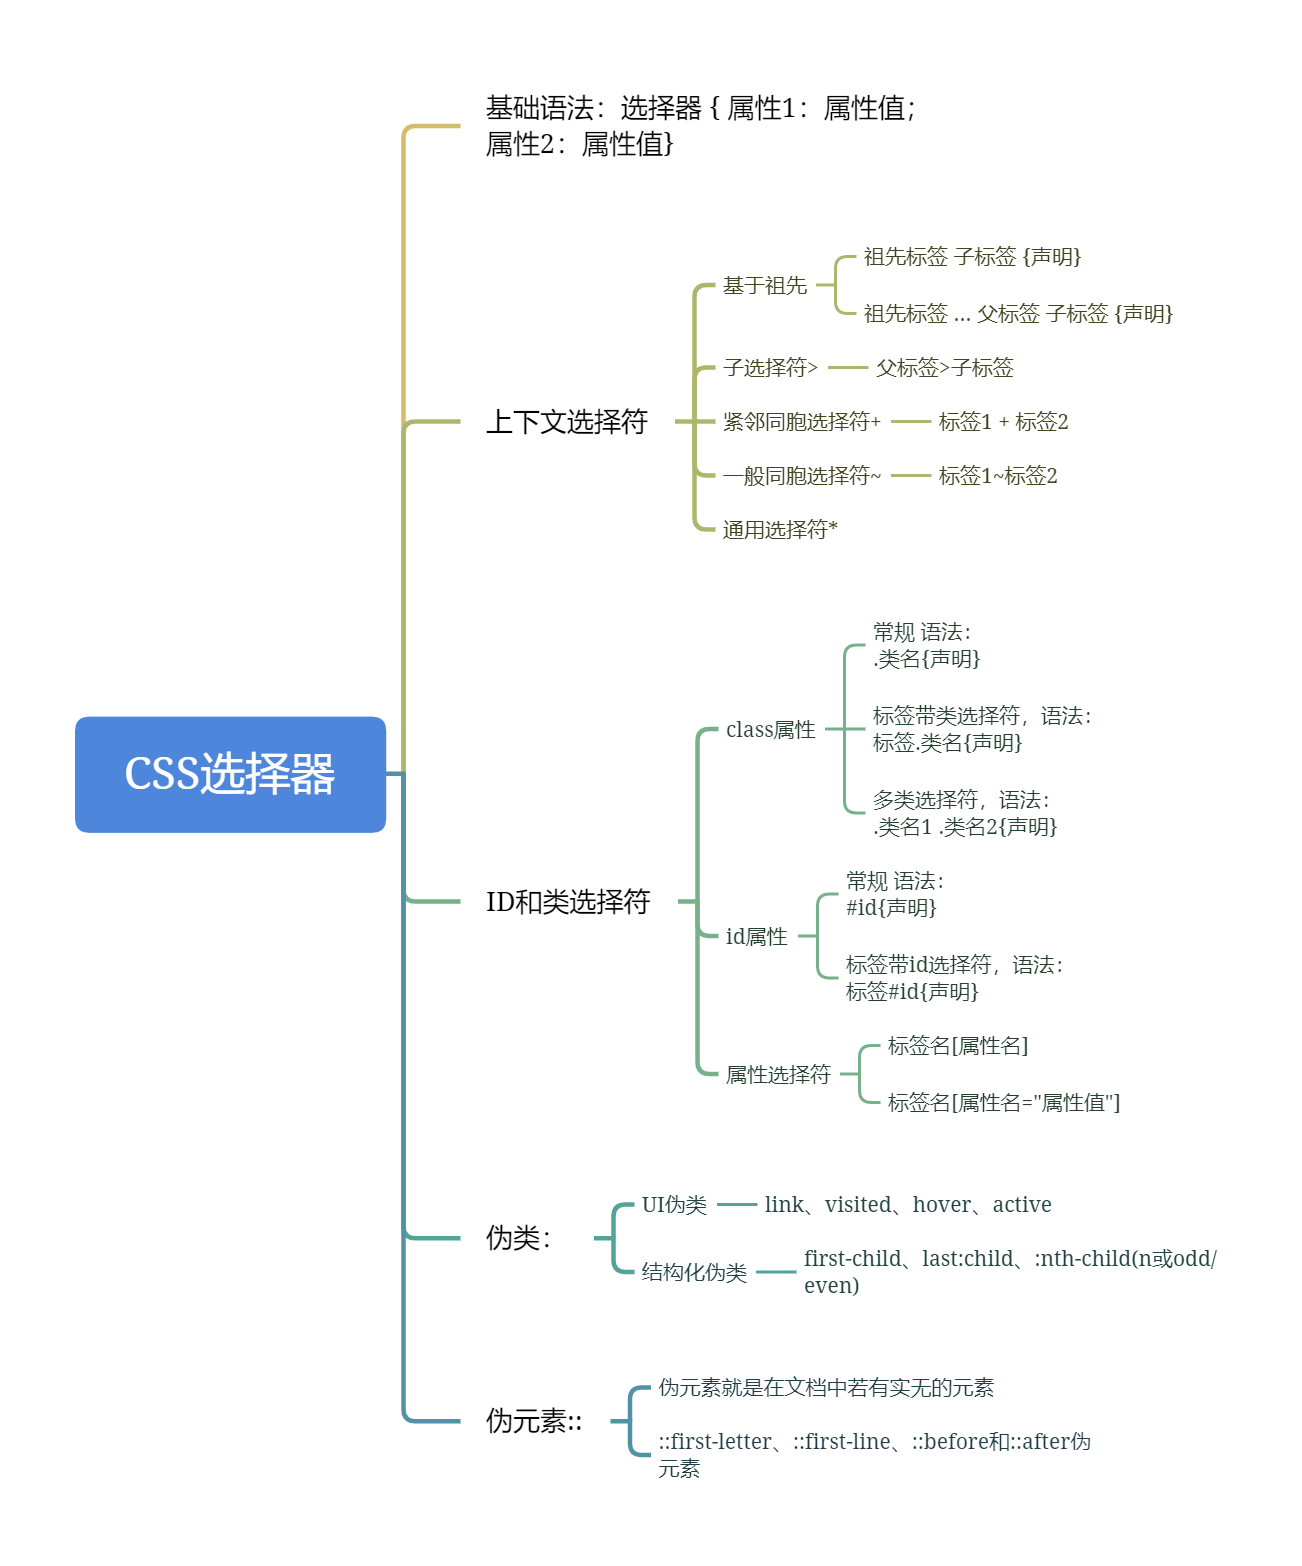 基础语法：选择器 { 属性1：属性值；
属性2：属性值}
祖先标签 子标签 {声明}
基于祖先
祖先标签 ... 父标签 子标签 {声明}
子选择符>
父标签>子标签
上下文选择符
紧邻同胞选择符+
标签1 + 标签2
一般同胞选择符~
标签1~标签2
通用选择符*
常规 语法：
.类名{声明}
class属性
标签带类选择符，语法：
标签.类名{声明}
多类选择符，语法：
.类名1 .类名2{声明}
CSS选择器
ID和类选择符
常规 语法：
#id{声明}
id属性
标签带id选择符，语法：
标签#id{声明}
属性选择符
标签名[属性名]
标签名[属性名="属性值"]
伪类：
UI伪类
link、visited、hover、active
结构化伪类
first-child、last:child、:nth-child(n或odd/
even)
伪元素::
伪元素就是在文档中若有实无的元素
::first-letter、::first-line、::before和::after伪
元素